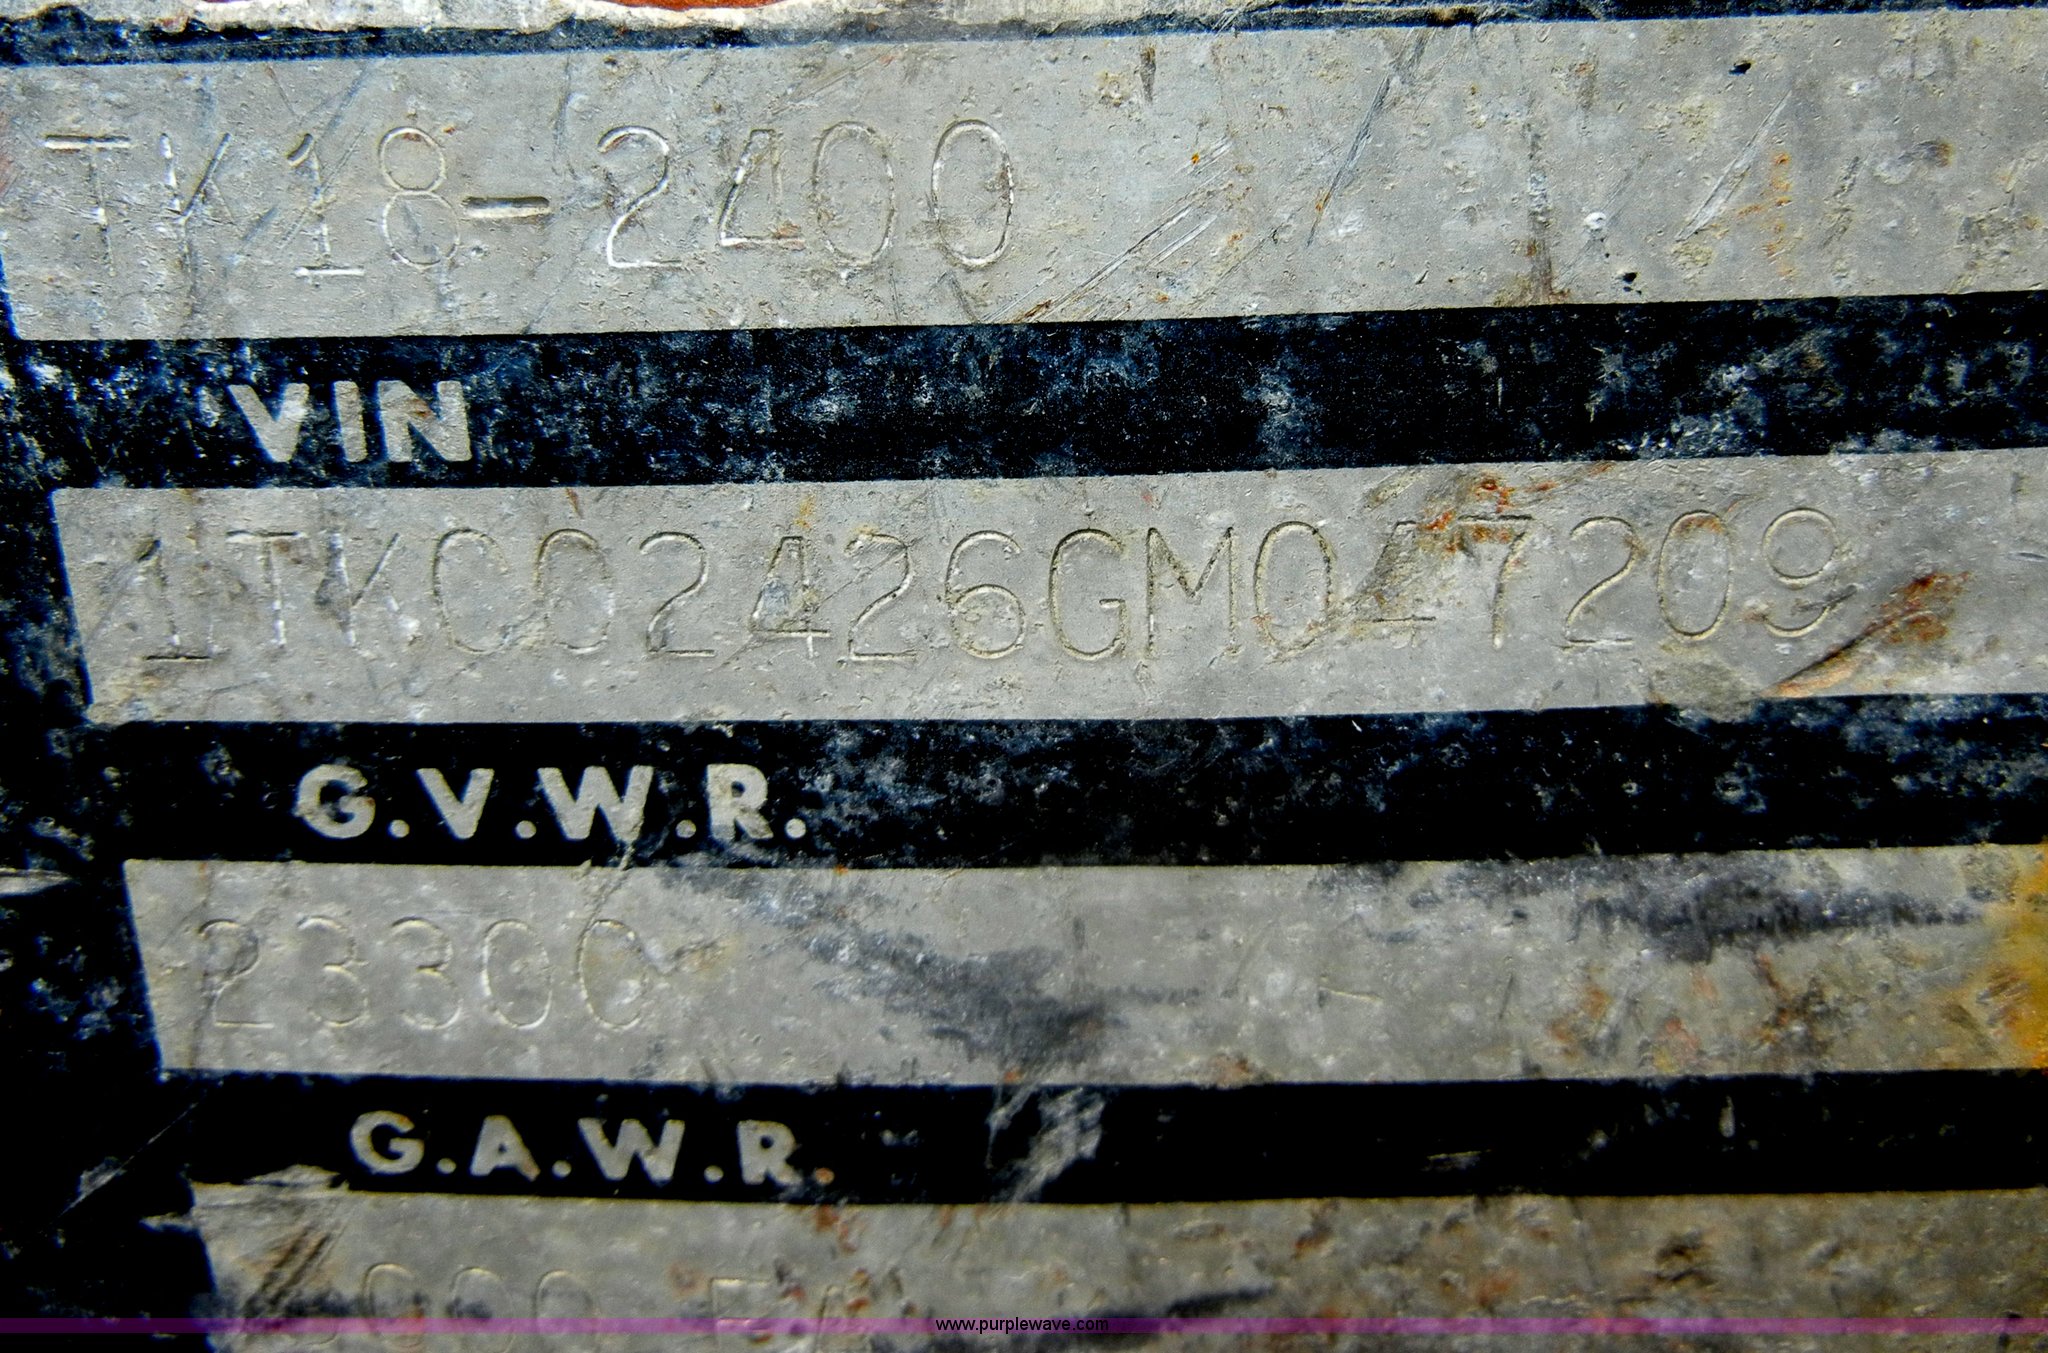 TK18-2400
VIN
1TKC02426GM047209
G.V.W.R.
23300
G.A.W.R.
www.purplewave.com